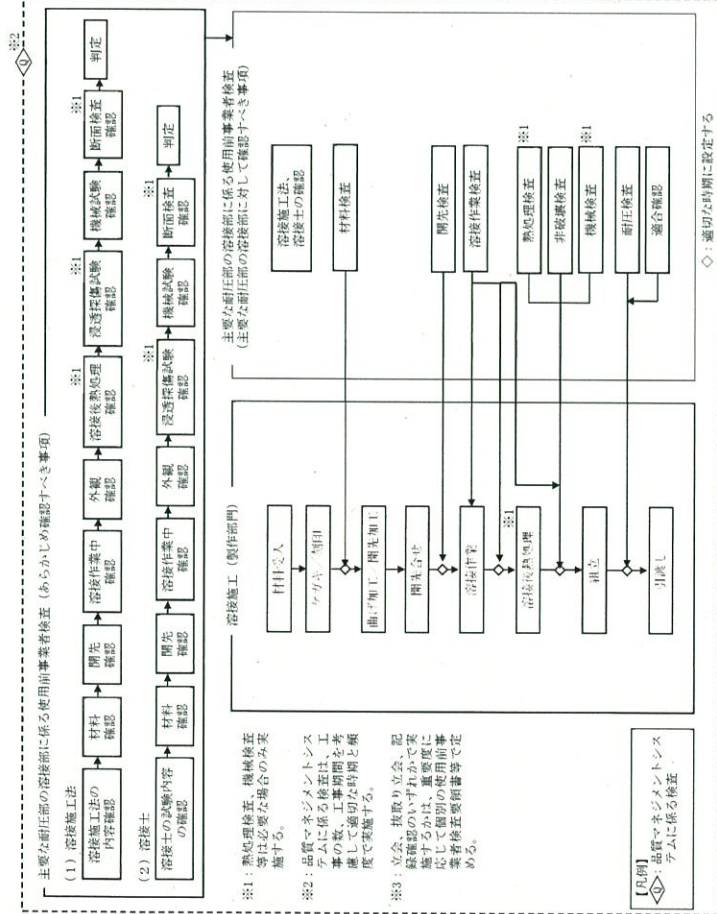 ※2
Q
主要な耐圧部の溶接部に係る使用前事業者検査(あらかじめ確認すべき事項)
(1) 溶接施工法
溶接施工法の
内容確認
材料
確認
開先
確認
溶接作業中
確認
外観
確認
※1
溶接後熱処理
確認
※1
浸透探傷試験
確認
機械試験
確認
※1
断面検査
確認
判定
(2) 溶接士
溶接士の試験内容
の確認
材料
確認
開先
確認
溶接作業中
確認
外観
確認
※1
浸透探傷試験
確認
機械試験
確認
※1
断面検査
確認
判定
※1:熱処理検査、機械検査
等は必要な場合のみ実
施する。
※2:品質マネジメントシス
テムに係る検査は、工
事の数、工事期間を考
慮して適切な時期と頻
度で実施する。
※3:立会、抜取り立会、記
録確認のいずれかで実
施するかは、重要度に
応じて個別の使用前事
業者検査要領書等で定
める。
【凡例】
Q:品質マネジメントシス
テムに係る検査
溶接施工(製作部門)
材料受入
ケガキ/刻印
曲げ加工、開先加工
開先合せ
溶接作業
※1
溶接後熱処理
組立
引渡し
主要な耐圧部の溶接部に係る使用前事業者検査
(主要な耐圧部の溶接部に対して確認すべき事項)
溶接施工法、
溶接士の確認
材料検査
開先検査
溶接作業検査
熱処理検査
※1
非破壊検査
機械検査
※1
耐圧検査
適合確認
◇:適切な時期に設定する